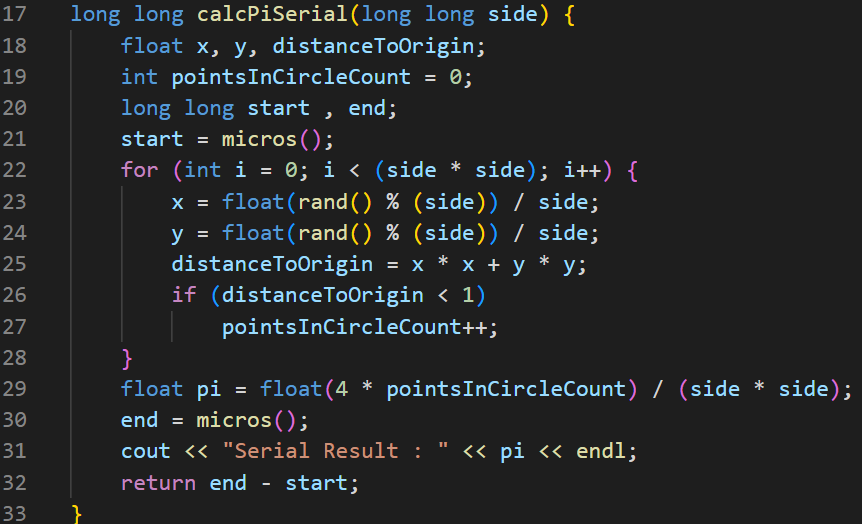 17 long long calcPiSerial(long long side) {
18 float x, y, distanceToOrigin;
19 int pointsInCircleCount = 0;
20 long long start , end;
21 start = micros();
22 for (int i = 0; i < (side * side); i++) {
23 x = float(rand() % (side)) / side;
24 y = float(rand() % (side)) / side;
25 distanceToOrigin = x * x + y * y;
26 if (distanceToOrigin < 1)
27 pointsInCircleCount++;
28 }
29 float pi = float(4 * pointsInCircleCount) / (side * side);
30 end = micros();
31 cout << "Serial Result : " << pi << endl;
32 return end - start;
33 }